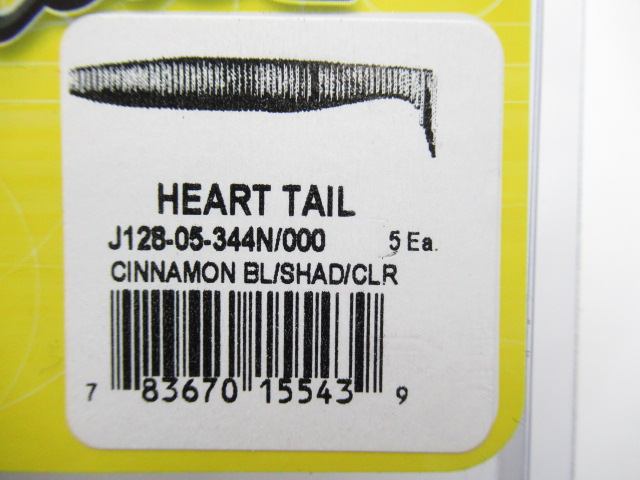 HEART TAIL
J128-05-344N/000 5 Ea.
CINNAMON BL/SHAD/CLR
7 83670 15543 9